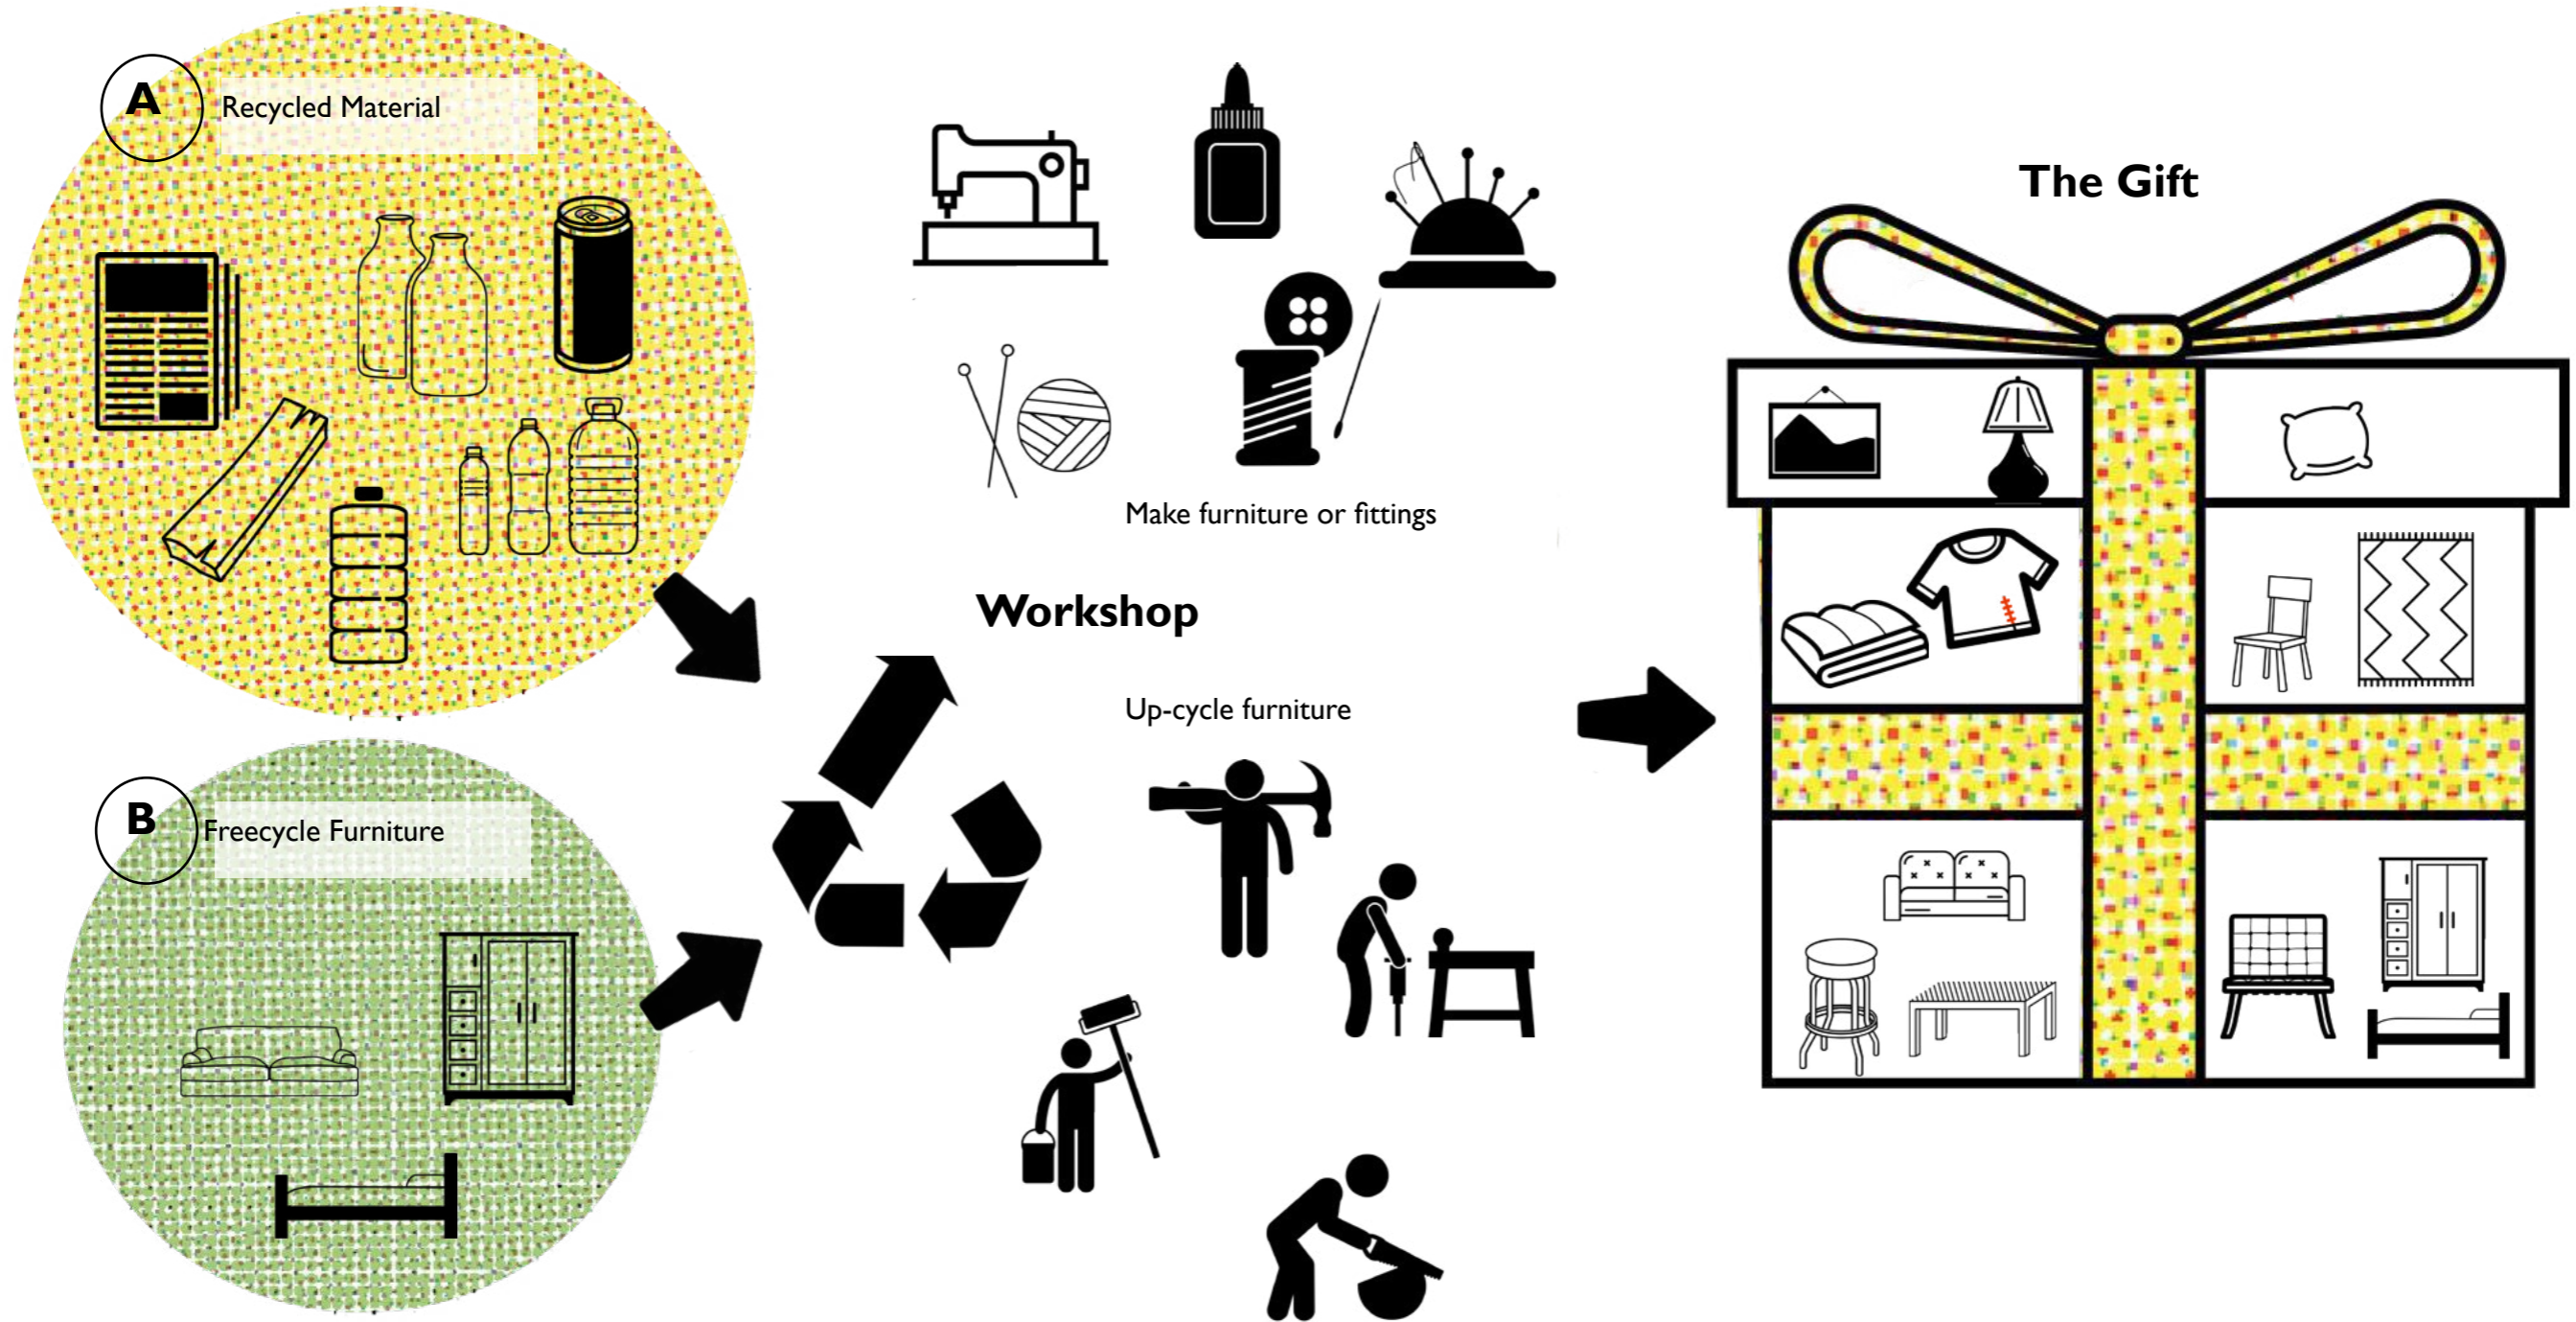 A
Recycled Material
B
Freecycle Furniture
Make furniture or fittings
Workshop
Up-cycle furniture
The Gift